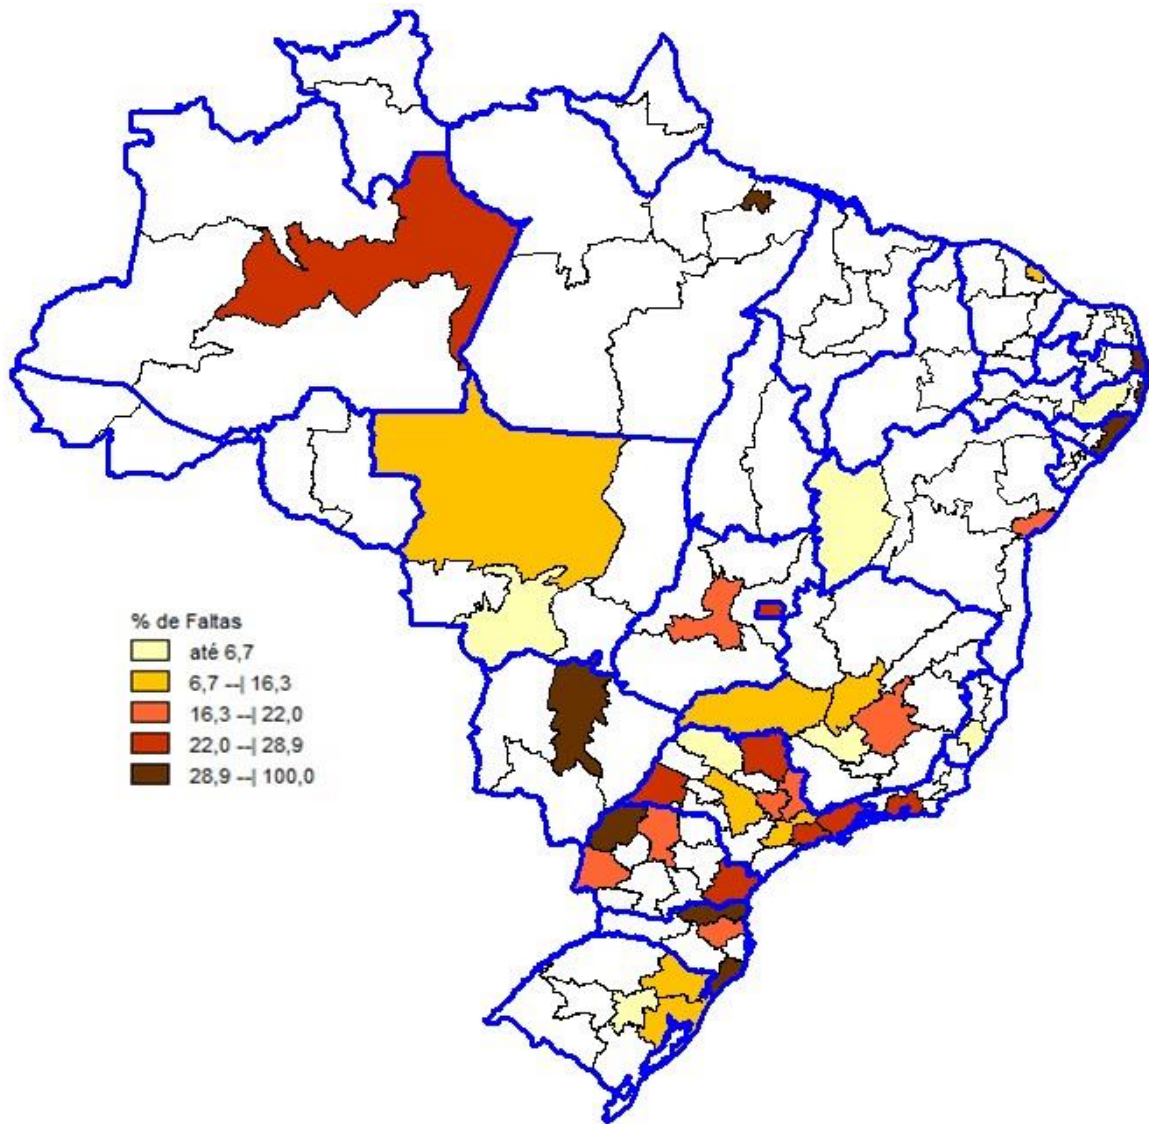 % de Faltas
até 6,7
6,7 --| 16,3
16,3 --| 22,0
22,0 --| 28,9
28,9 --| 100,0